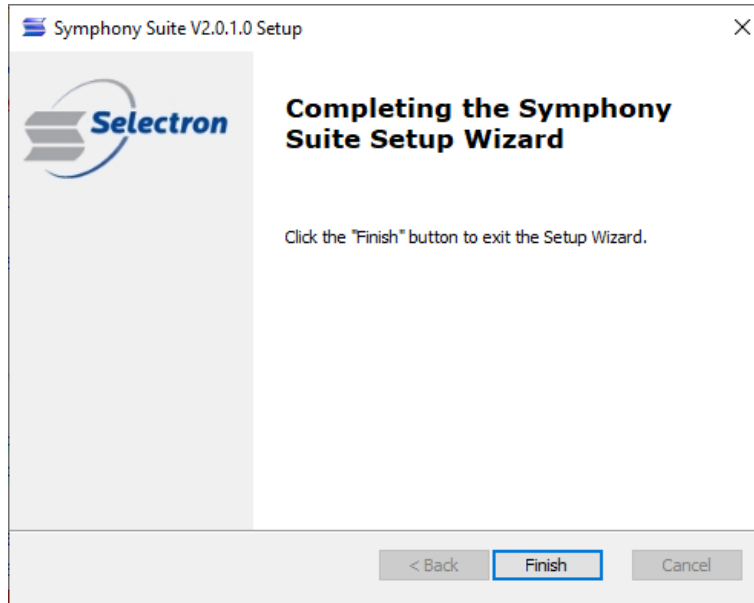 Symphony Suite V2.0.1.0 Setup
Selectron
Completing the Symphony
Suite Setup Wizard
Click the "Finish" button to exit the Setup Wizard.
< Back
Finish
Cancel